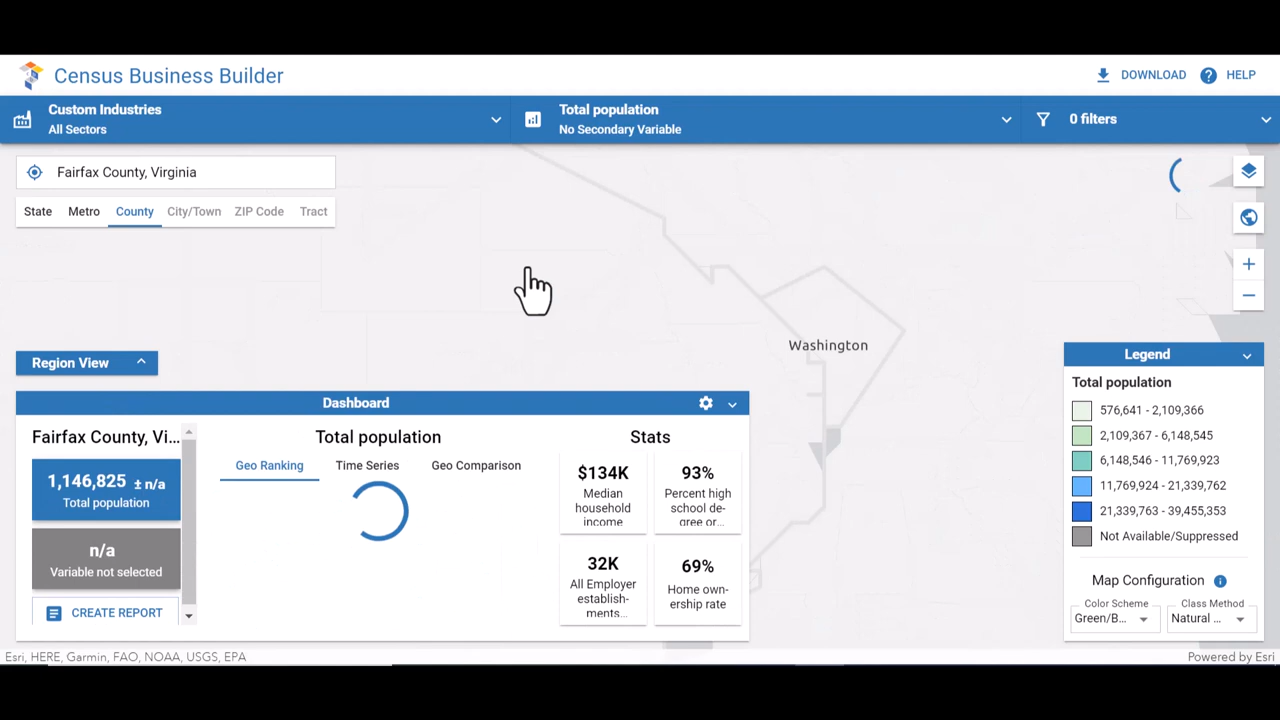 Census Business Builder
DOWNLOAD
HELP
Custom Industries
All Sectors
Total population
No Secondary Variable
0 filters
Fairfax County, Virginia
State Metro County City/Town ZIP Code Tract
Washington
Region View
Dashboard
Fairfax County, Vi...
1,146,825 ± n/a
Total population
n/a
Variable not selected
CREATE REPORT
Total population
Geo Ranking Time Series Geo Comparison
Stats
$134K
Median
household
income
93%
Percent high
school de-
gree or...
32K
All Employer
establish-
ments...
69%
Home own-
ership rate
Legend
Total population
576,641 - 2,109,366
2,109,367 - 6,148,545
6,148,546 - 11,769,923
11,769,924 - 21,339,762
21,339,763 - 39,455,353
Not Available/Suppressed
Map Configuration
Color Scheme
Green/B...
Class Method
Natural ...
Esri, HERE, Garmin, FAO, NOAA, USGS, EPA
Powered by Esri